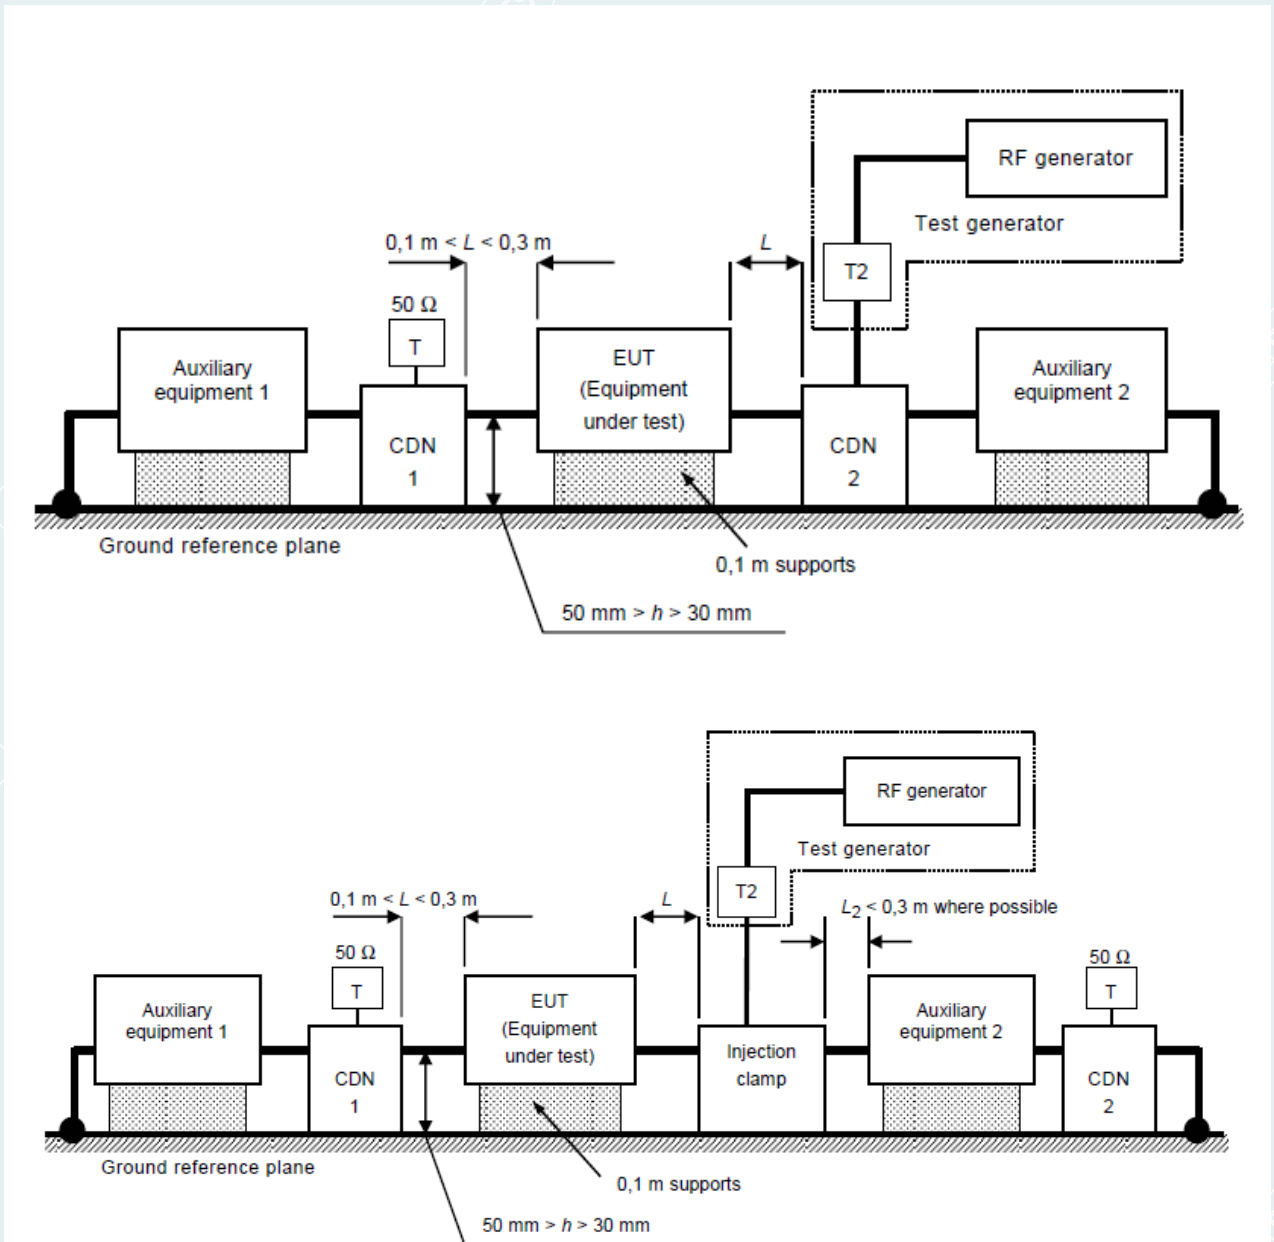 RF generator
Test generator
0,1 m < L < 0,3 m
L
T2
50 Ω
T
Auxiliary
equipment 1
EUT
(Equipment
under test)
Auxiliary
equipment 2
CDN
1
CDN
2
Ground reference plane
0,1 m supports
50 mm > h > 30 mm
RF generator
Test generator
0,1 m < L < 0,3 m
L
T2
L2 < 0,3 m where possible
50 Ω
T
50 Ω
T
Auxiliary
equipment 1
EUT
(Equipment
under test)
Auxiliary
equipment 2
Injection
clamp
CDN
1
CDN
2
Ground reference plane
0,1 m supports
50 mm > h > 30 mm